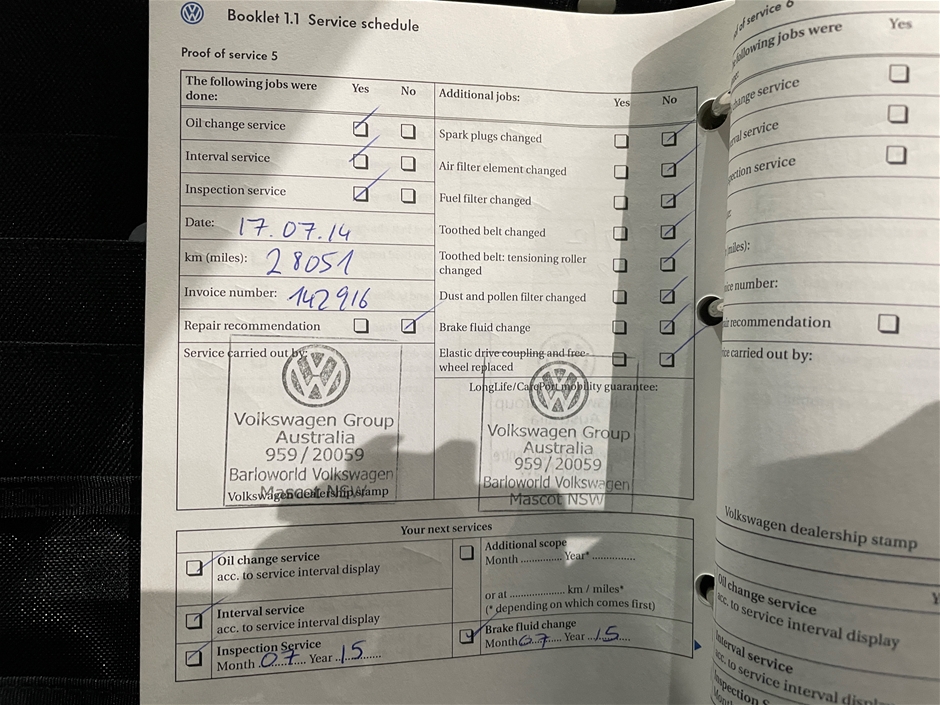 Booklet 1.1 Service schedule
Proof of service 5
The following jobs were done:
Yes No
Oil change service
Interval service
Inspection service
Date: 17.07.14
km (miles): 28051
Invoice number: 142916
Repair recommendation
Service carried out by:
Volkswagen Group
Australia
959/20059
Barloworld Volkswagen
Mascot NSW
Volkswagen dealership stamp
Additional jobs:
Yes No
Spark plugs changed
Air filter element changed
Fuel filter changed
Toothed belt changed
Toothed belt: tensioning roller
changed
Dust and pollen filter changed
Brake fluid change
Elastic drive coupling and free-
wheel replaced
LongLife/CarePort mobility guarantee:
Volkswagen Group
Australia
959/20059
Barloworld Volkswagen
Mascot NSW
Your next services
Oil change service
acc. to service interval display
Interval service
acc. to service interval display
Inspection Service
Month 07 Year 15
Additional scope
Month ............. Year* ..............
or at .................... km / miles*
(* depending on which comes first)
Brake fluid change
Month 07 Year 15
of service 6
following jobs were
Yes
service
service
service
miles):
number:
recommendation
carried out by:
Volkswagen dealership stamp
Oil change service
acc. to service interval display
Interval service
acc. to service interval